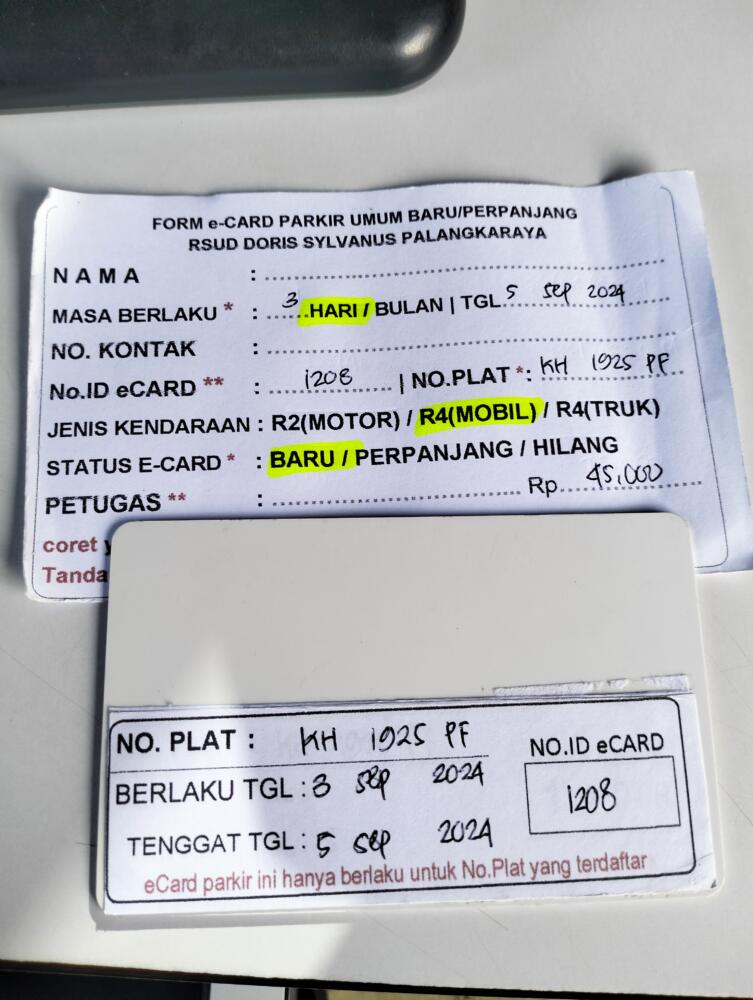 FORM e-CARD PARKIR UMUM BARU/PERPANJANG
RSUD DORIS SYLVANUS PALANGKARAYA
NAMA :
MASA BERLAKU * : 3 HARI / BULAN | TGL 5 SEP 2024
NO. KONTAK :
No.ID eCARD ** : 1208 | NO.PLAT * : KH 1925 PF
JENIS KENDARAAN : R2(MOTOR) / R4(MOBIL) / R4(TRUK)
STATUS E-CARD * : BARU / PERPANJANG / HILANG
PETUGAS ** : Rp. 45.000
coret
Tanda
NO. PLAT : KH 1925 PF
NO.ID eCARD
BERLAKU TGL : 3 SEP 2024
1208
TENGGAT TGL : 5 SEP 2024
eCard parkir ini hanya berlaku untuk No.Plat yang terdaftar